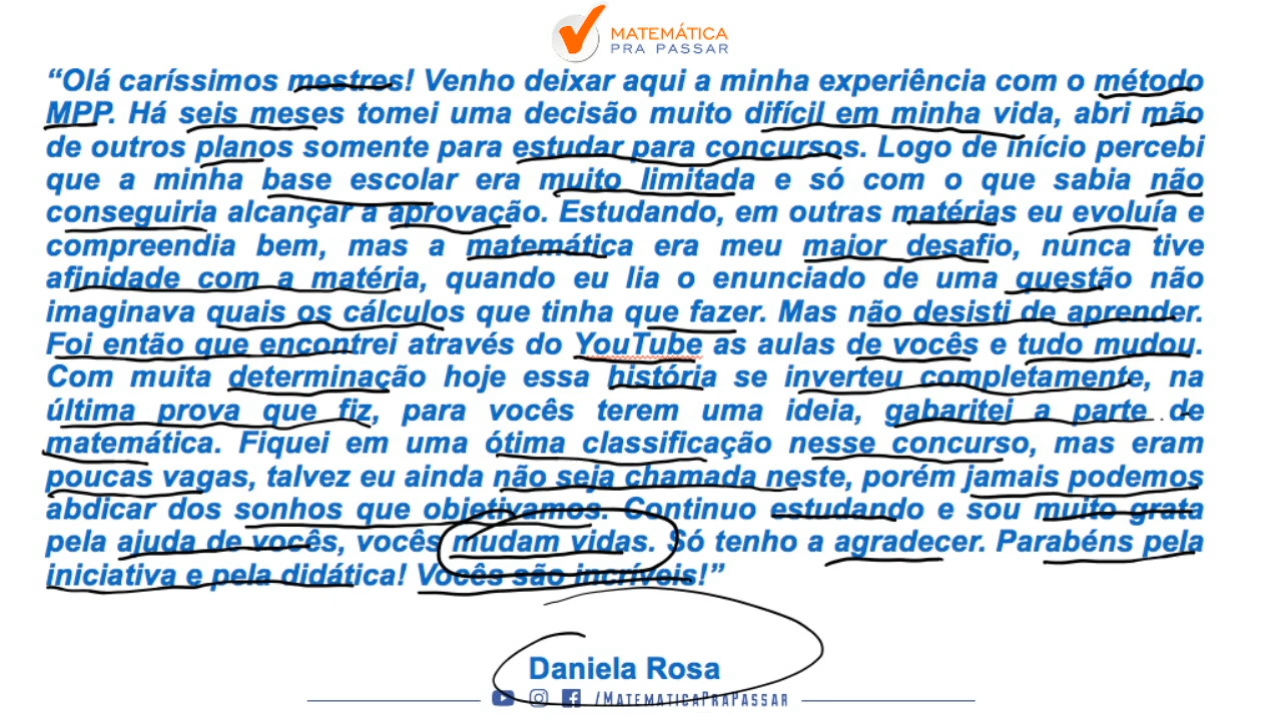 MATEMÁTICA
PRA PASSAR
“Olá caríssimos mestres! Venho deixar aqui a minha experiência com o método
MPP. Há seis meses tomei uma decisão muito difícil em minha vida, abri mão
de outros planos somente para estudar para concursos. Logo de início percebi
que a minha base escolar era muito limitada e só com o que sabia não
conseguiria alcançar a aprovação. Estudando, em outras matérias eu evoluía e
compreendia bem, mas a matemática era meu maior desafio, nunca tive
afinidade com a matéria, quando eu lia o enunciado de uma questão não
imaginava quais os cálculos que tinha que fazer. Mas não desisti de aprender.
Foi então que encontrei através do YouTube as aulas de vocês e tudo mudou.
Com muita determinação hoje essa história se inverteu completamente, na
última prova que fiz, para vocês terem uma ideia, gabaritei a parte de
matemática. Fiquei em uma ótima classificação nesse concurso, mas eram
poucas vagas, talvez eu ainda não seja chamada neste, porém jamais podemos
abdicar dos sonhos que objetivamos. Continuo estudando e sou muito grata
pela ajuda de vocês, vocês mudam vidas. Só tenho a agradecer. Parabéns pela
iniciativa e pela didática! Vocês são incríveis!”
Daniela Rosa
/MATEMATICAPRAPASSAR